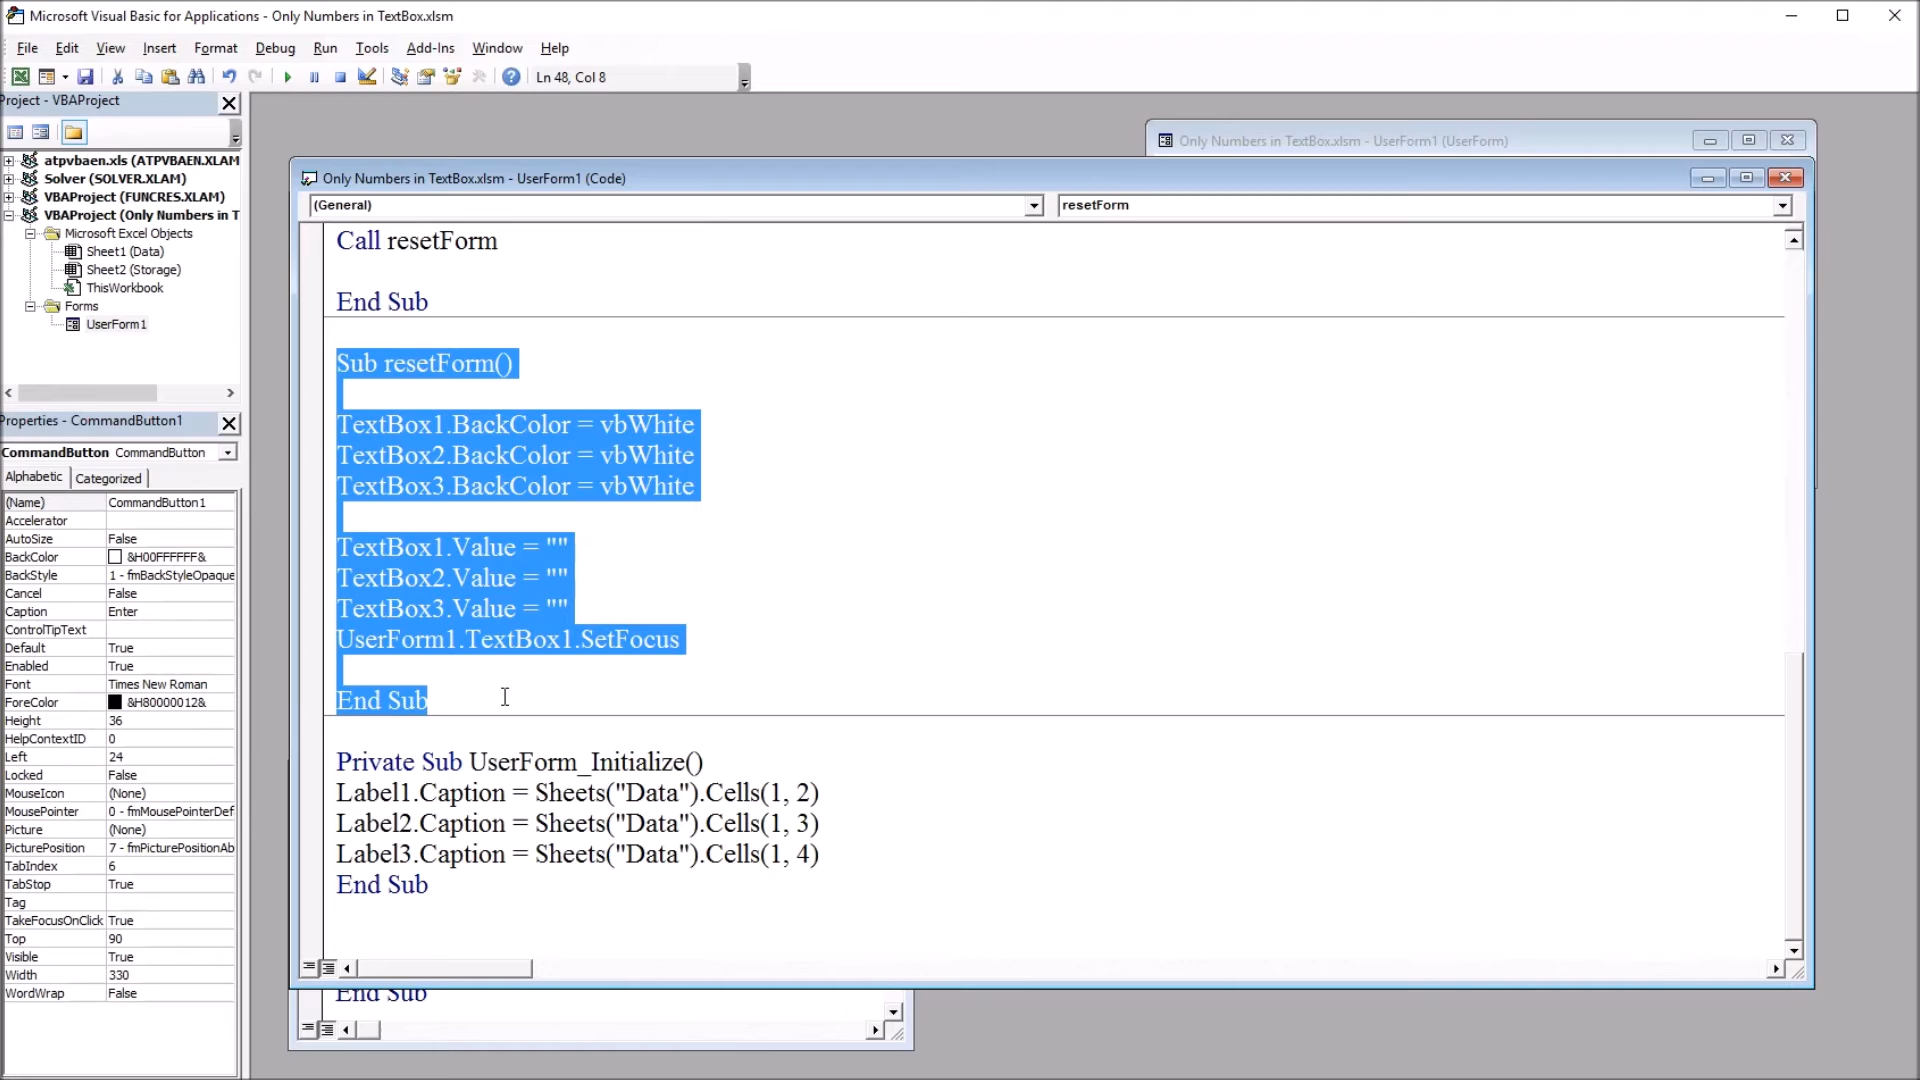 Microsoft Visual Basic for Applications - Only Numbers in TextBox.xlsm
File Edit View Insert Format Debug Run Tools Add-Ins Window Help
Ln 48, Col 8
Project - VBAProject
atpvbaen.xls (ATPVBAEN.XLAM
Solver (SOLVER.XLAM)
VBAProject (FUNCRES.XLAM)
VBAProject (Only Numbers in T
Microsoft Excel Objects
Sheet1 (Data)
Sheet2 (Storage)
ThisWorkbook
Forms
UserForm1
Properties - CommandButton1
CommandButton1 CommandButton
Alphabetic Categorized
(Name) CommandButton1
Accelerator
AutoSize False
BackColor &H00FFFFFF&
BackStyle 1 - fmBackStyleOpaque
Cancel False
Caption Enter
ControlTipText
Default True
Enabled True
Font Times New Roman
ForeColor &H80000012&
Height 36
HelpContextID 0
Left 24
Locked False
MouseIcon (None)
MousePointer 0 - fmMousePointerDef
Picture (None)
PicturePosition 7 - fmPicturePositionAb
TabIndex 6
TabStop True
Tag
TakeFocusOnClick True
Top 90
Visible True
Width 330
WordWrap False
Only Numbers in TextBox.xlsm - UserForm1 (UserForm)
Only Numbers in TextBox.xlsm - UserForm1 (Code)
(General) resetForm
Call resetForm
End Sub
Sub resetForm()
TextBox1.BackColor = vbWhite
TextBox2.BackColor = vbWhite
TextBox3.BackColor = vbWhite
TextBox1.Value = ""
TextBox2.Value = ""
TextBox3.Value = ""
UserForm1.TextBox1.SetFocus
End Sub
Private Sub UserForm_Initialize()
Label1.Caption = Sheets("Data").Cells(1, 2)
Label2.Caption = Sheets("Data").Cells(1, 3)
Label3.Caption = Sheets("Data").Cells(1, 4)
End Sub
End Sub